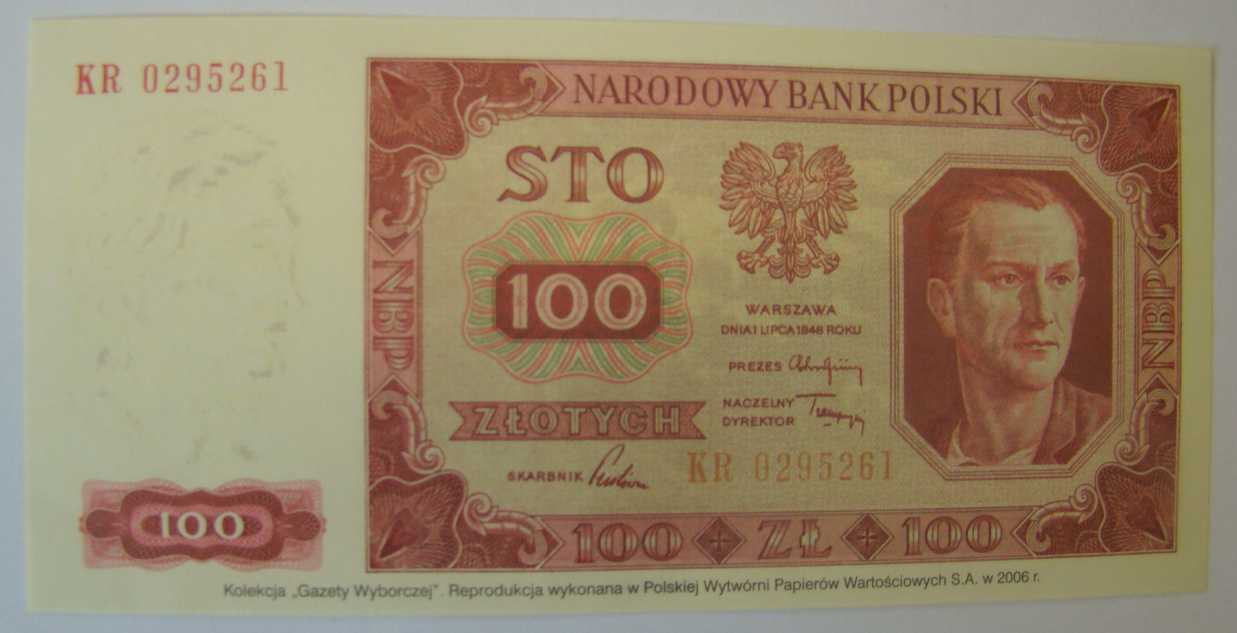 KR 0295261
NARODOWY BANK POLSKI
STO
100
ZŁOTYCH
WARSZAWA
DNIA 1 LIPCA 1948 ROKU
PREZES
NACZELNY
DYREKTOR
SKARBNIK
KR 0295261
NBP
NBP
100
100 ZŁ 100
Kolekcja „Gazety Wyborczej”. Reprodukcja wykonana w Polskiej Wytwórni Papierów Wartościowych S.A. w 2006 r.